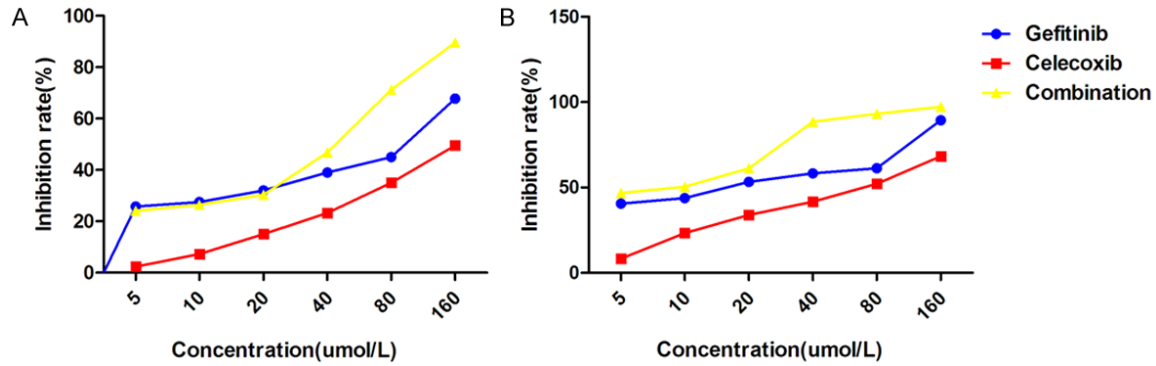 A
Inhibition rate(%)
100
80
60
40
20
0
5
10
20
40
80
160
Concentration(umol/L)
B
Inhibition rate(%)
150
100
50
0
5
10
20
40
80
160
Concentration(umol/L)
Gefitinib
Celecoxib
Combination